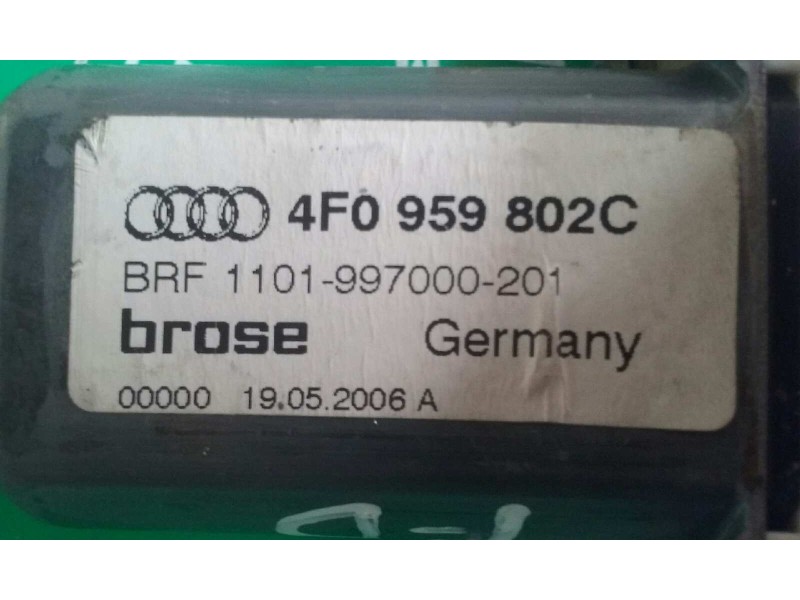 4F0 959 802C
BRF 1101-997000-201
brose Germany
00000 19.05.2006 A